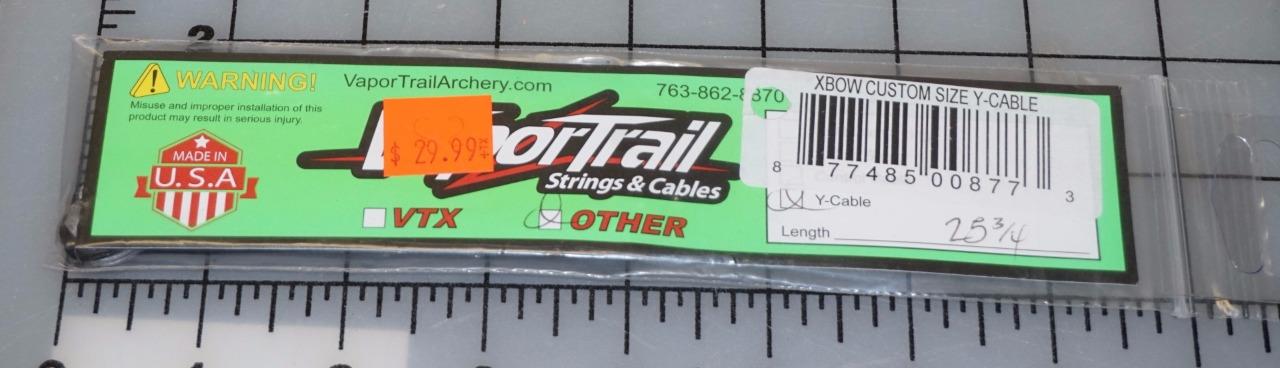 2
WARNING!
Misuse and improper installation of this
product may result in serious injury.
VaporTrailArchery.com
763-862-8870
MADE IN
U.S.A
$ 29.99
porTrail
Strings & Cables
VTX
OTHER
XBOW CUSTOM SIZE Y-CABLE
8 77485 00877 3
Y-Cable
Length 25 3/4